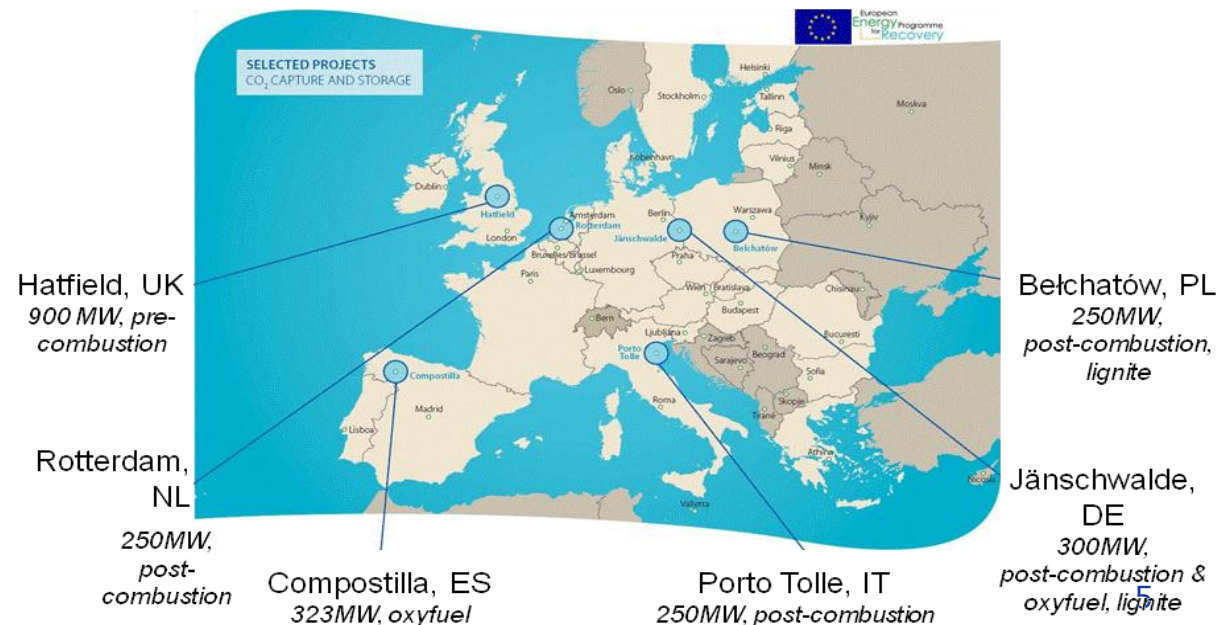 European
Energy Programme
for Recovery
SELECTED PROJECTS
CO2 CAPTURE AND STORAGE
Helsinki
Oslo
Stockholm
Tallinn
Moskva
Riga
København
Vilnius
Minsk
Dublin
Hatfield
Amsterdam
Rotterdam
Berlin
Warszawa
Jänschwalde
Bełchatów
Kyjiv
London
Bruxelles/Brussel
Luxembourg
Praha
Paris
Wien
Bratislava
Chisinau
Budapest
Bern
Ljubljana
Zagreb
Bucuresti
Porto
Tolle
Beograd
Sarajevo
Compostilla
Sofia
Madrid
Roma
Skopje
Tiranë
Lisboa
Athina
Nicosia
Valletta
Hatfield, UK
900 MW, pre-
combustion
Rotterdam,
NL
250MW,
post-
combustion
Compostilla, ES
323MW, oxyfuel
Porto Tolle, IT
250MW, post-combustion
Bełchatów, PL
250MW,
post-combustion,
lignite
Jänschwalde,
DE
300MW,
post-combustion &
oxyfuel, lignite
5